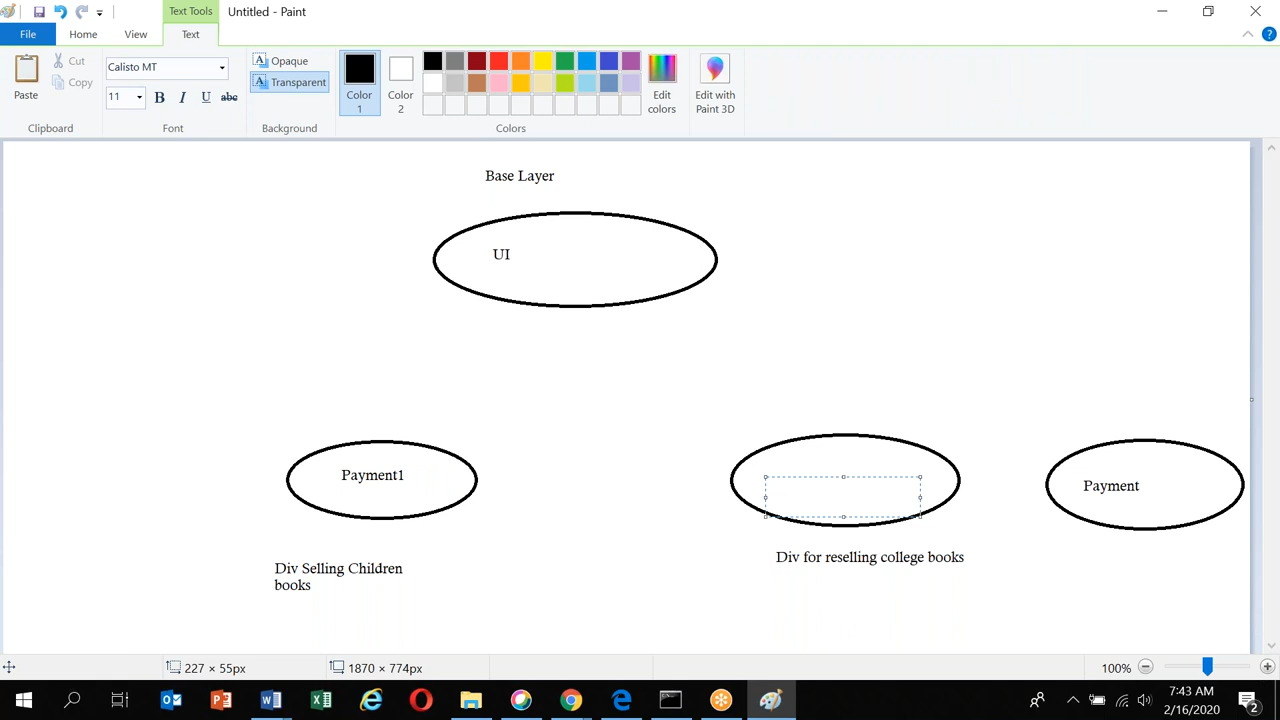 Text Tools
Untitled - Paint
File
Home
View
Text
?
Paste
Cut
Copy
Clipboard
Calisto MT
11
B
I
U
abc
Font
A
Opaque
A
Transparent
Background
Color
1
Color
2
Edit
colors
Edit with
Paint 3D
Colors
Base Layer
UI
Payment1
Payment
Div for reselling college books
Div Selling Children
books
227 × 55px
1870 × 774px
100%
7:43 AM
2/16/2020
2